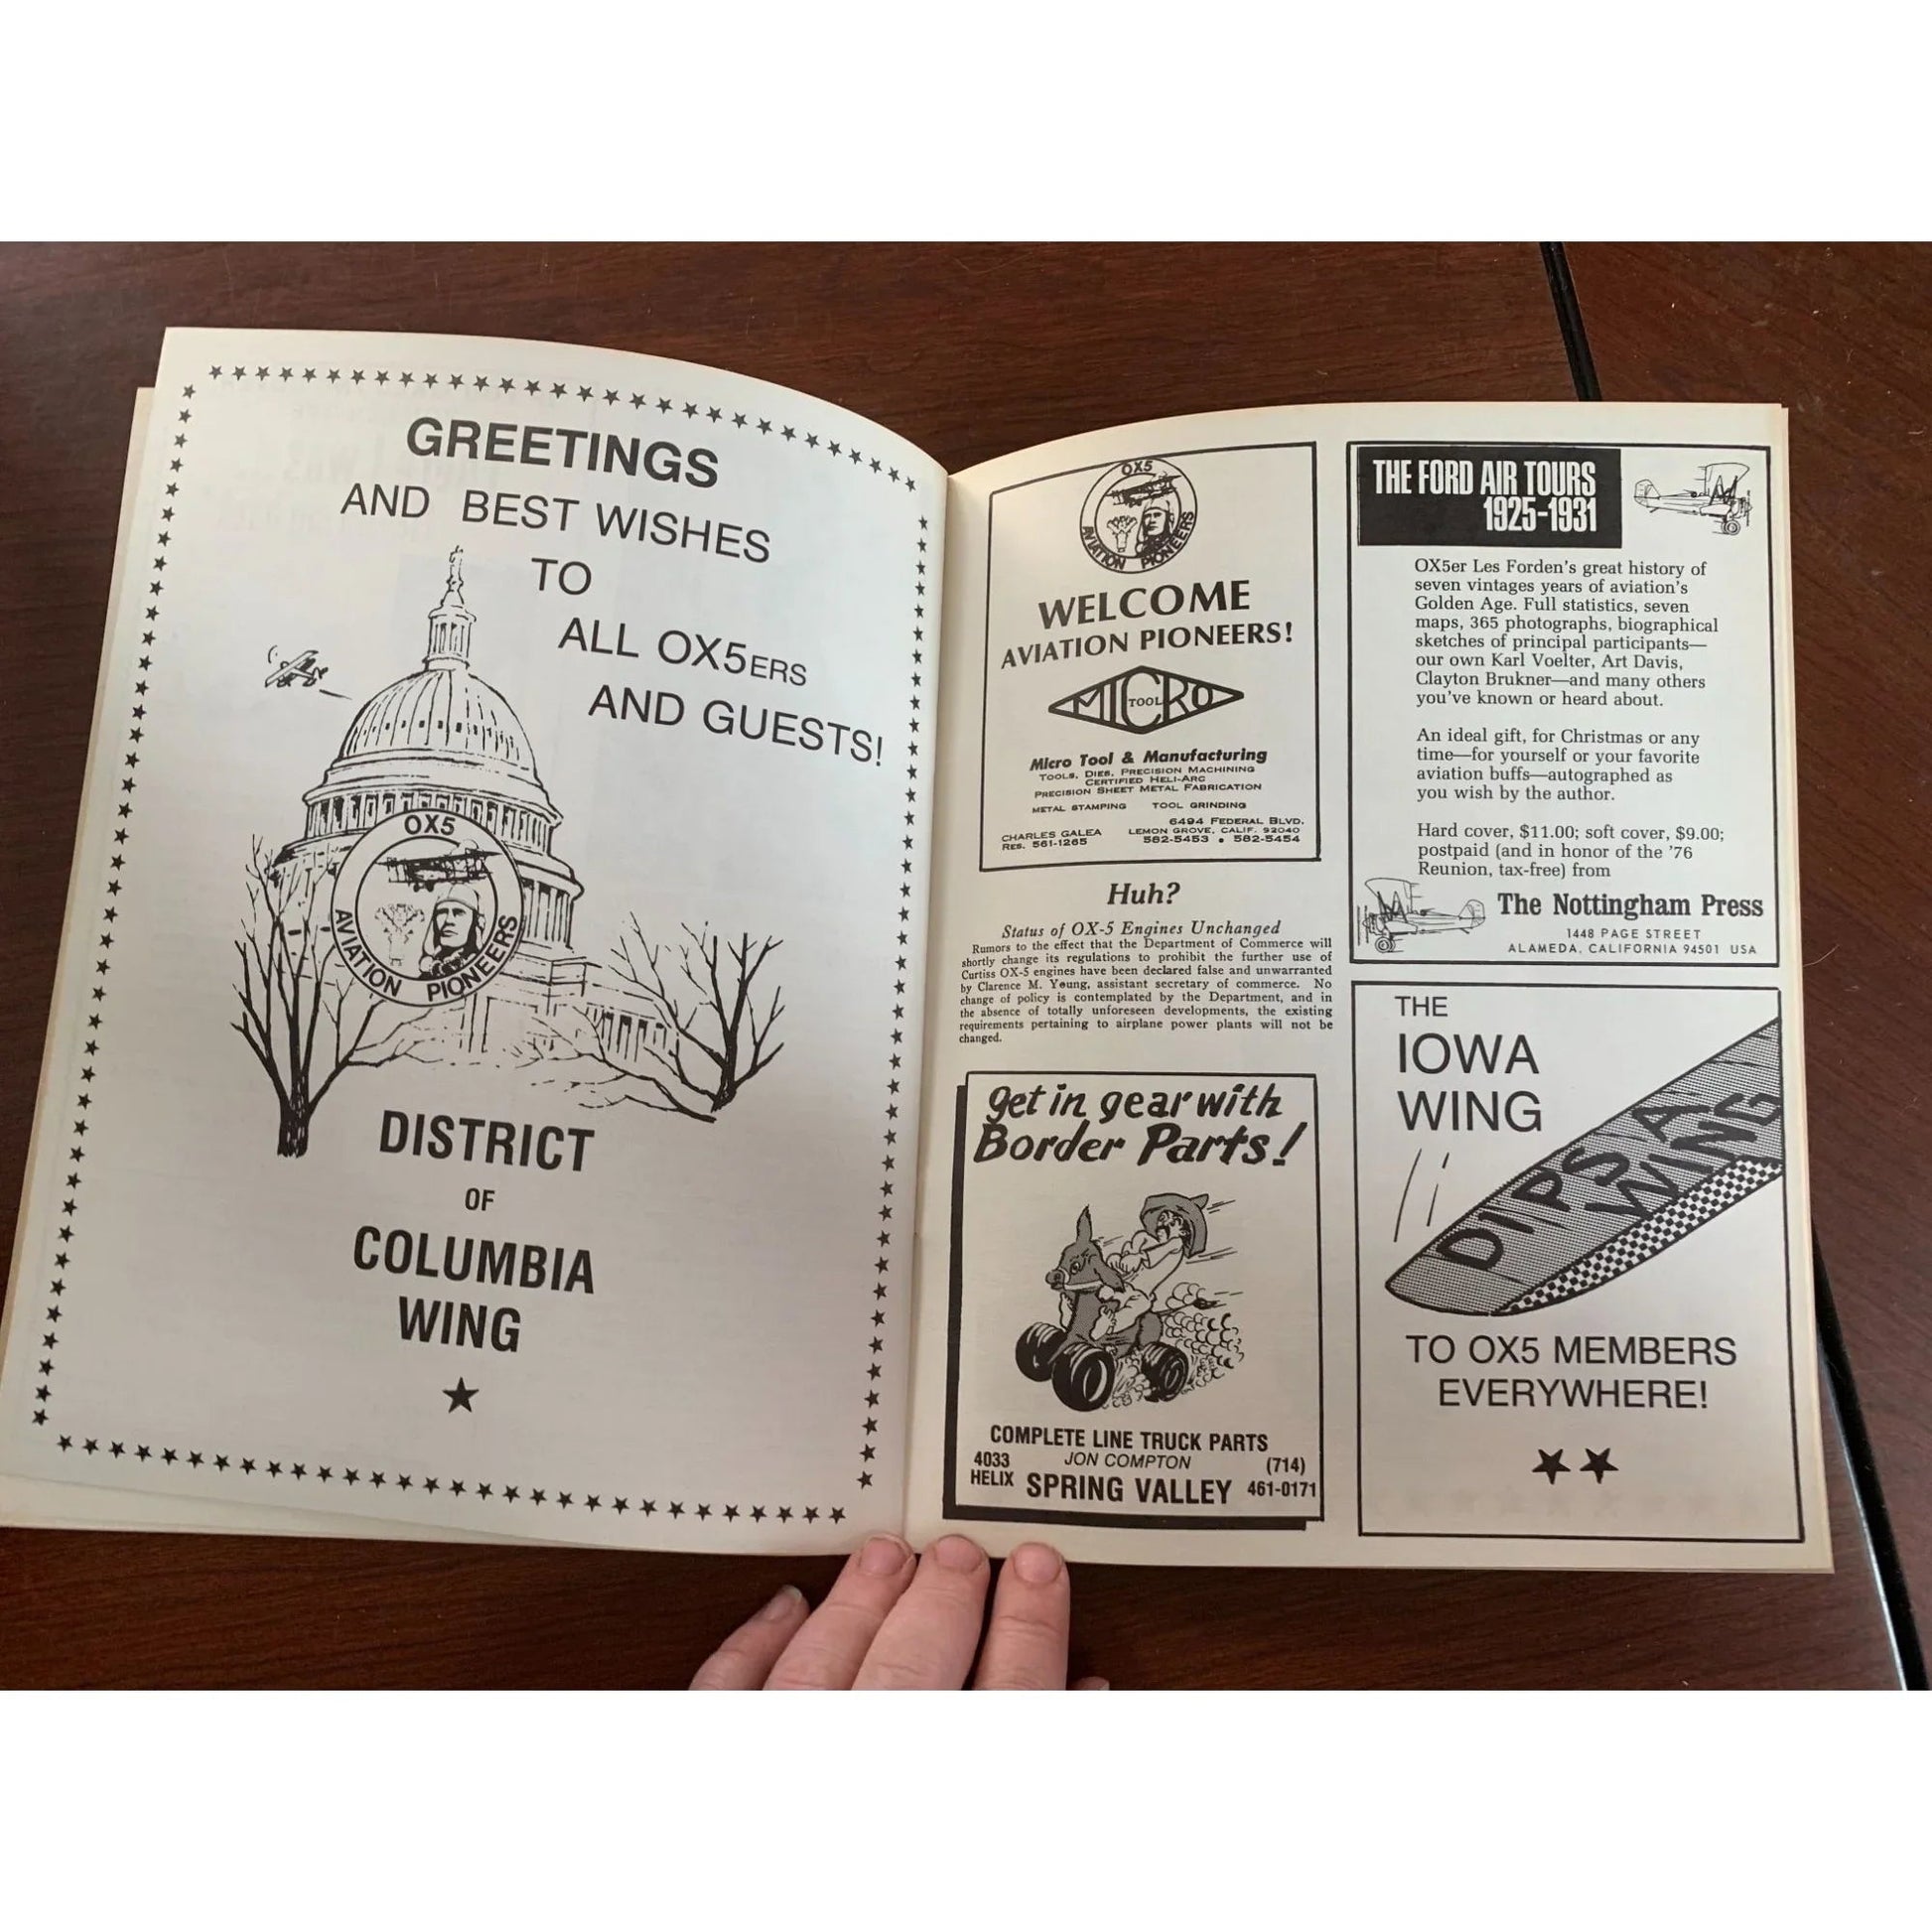 GREETINGS
AND BEST WISHES
TO
ALL OX5ERS
AND GUESTS!
OX5
AVIATION PIONEERS
DISTRICT
OF
COLUMBIA
WING
OX5
AVIATION PIONEERS
WELCOME
AVIATION PIONEERS!
MICRO
TOOL
Micro Tool & Manufacturing
TOOLS, DIES, PRECISION MACHINING
CERTIFIED HELI-ARC
PRECISION SHEET METAL FABRICATION
METAL STAMPING TOOL GRINDING
6494 FEDERAL BLVD.
CHARLES GALEA LEMON GROVE, CALIF. 92040
RES. 561-1265 582-5453 • 582-5454
Huh?
Status of OX-5 Engines Unchanged
Rumors to the effect that the Department of Commerce will
shortly change its regulations to prohibit the further use of
Curtiss OX-5 engines have been declared false and unwarranted
by Clarence M. Young, assistant secretary of commerce. No
change of policy is contemplated by the Department, and in
the absence of totally unforeseen developments, the existing
requirements pertaining to airplane power plants will not be
changed.
get in gear with
Border Parts!
COMPLETE LINE TRUCK PARTS
4033 JON COMPTON (714)
HELIX SPRING VALLEY 461-0171
THE FORD AIR TOURS
1925-1931
OX5er Les Forden's great history of
seven vintages years of aviation's
Golden Age. Full statistics, seven
maps, 365 photographs, biographical
sketches of principal participants—
our own Karl Voelter, Art Davis,
Clayton Brukner—and many others
you've known or heard about.
An ideal gift, for Christmas or any
time—for yourself or your favorite
aviation buffs—autographed as
you wish by the author.
Hard cover, $11.00; soft cover, $9.00;
postpaid (and in honor of the '76
Reunion, tax-free) from
The Nottingham Press
1448 PAGE STREET
ALAMEDA, CALIFORNIA 94501 USA
THE
IOWA
WING
DIPS A
WING
TO OX5 MEMBERS
EVERYWHERE!